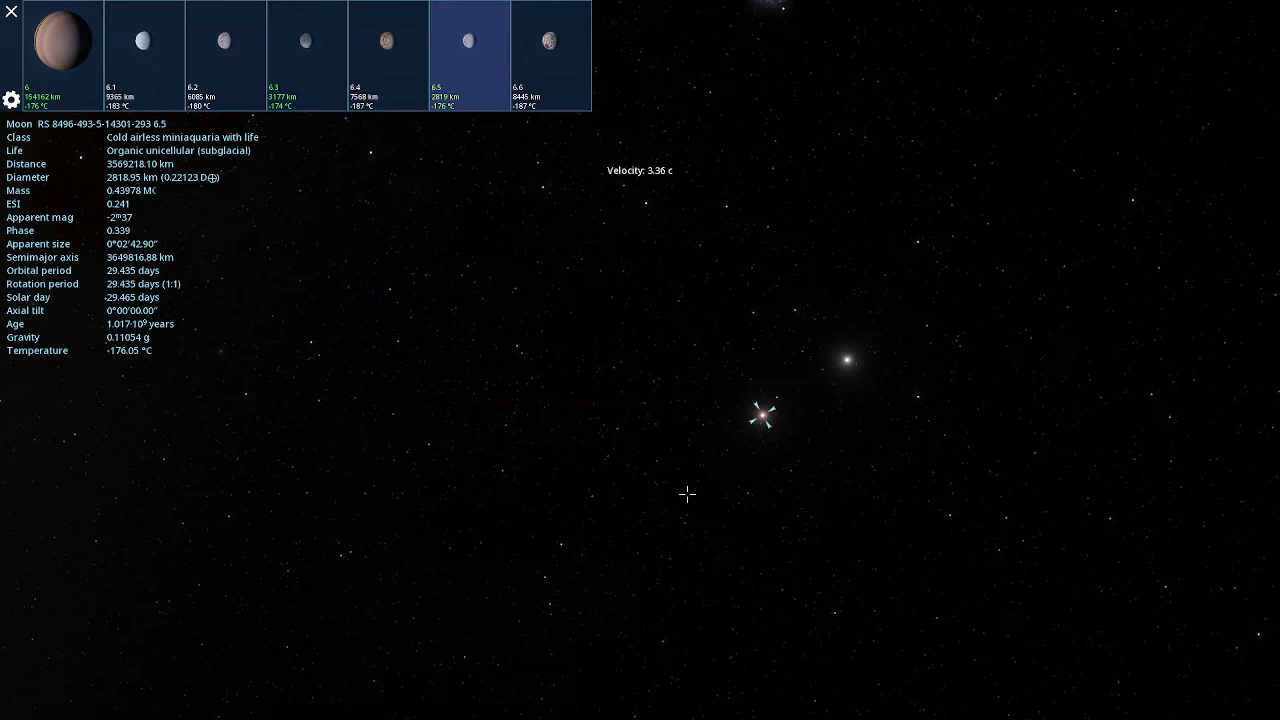 6 6.1 6.2 6.3 6.4 6.5 6.6
154162 km 9365 km 6085 km 3177 km 7568 km 2819 km 8445 km
-176 °C -183 °C -180 °C -174 °C -187 °C -176 °C -187 °C
Moon RS 8496-493-5-14301-293 6.5
Class Cold airless miniaquaria with life
Life Organic unicellular (subglacial)
Distance 3569218.10 km
Velocity: 3.36 c
Diameter 2818.95 km (0.22123 D⊕)
Mass 0.43978 M☾
ESI 0.241
Apparent mag -2ᵐ37
Phase 0.339
Apparent size 0°02'42.90"
Semimajor axis 3649816.88 km
Orbital period 29.435 days
Rotation period 29.435 days (1:1)
Solar day -29.465 days
Axial tilt 0°00'00.00"
Age 1.017·10⁹ years
Gravity 0.11054 g
Temperature -176.05 °C